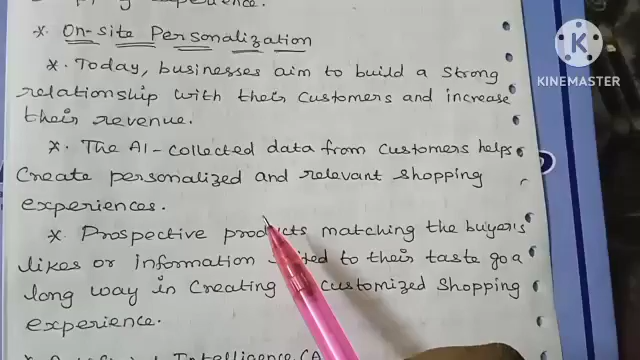 experience.
* On-site Personalization
* Today, businesses aim to build a strong
relationship with their customers and increase
their revenue.
* The AI-collected data from customers helps
create personalized and relevant shopping
experiences.
* Prospective products matching the buyer's
likes or information to their taste go a
long way in creating customized shopping
experience.
Intelligence (A
KINEMASTER